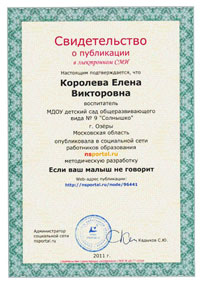 Свидетельство
о публикации
в электронном СМИ
Настоящим подтверждается, что
Королева Елена
Викторовна
воспитатель
МДОУ детский сад общеразвивающего
вида № 9 "Солнышко"
г. Озёры
Московская область
опубликовала в социальной сети
работников образования
nsportal.ru
методическую разработку
Если ваш малыш не говорит
Web-адрес публикации:
http://nsportal.ru/node/96441
Администратор
социальной сети
nsportal.ru
С.Ю.
2011 г.